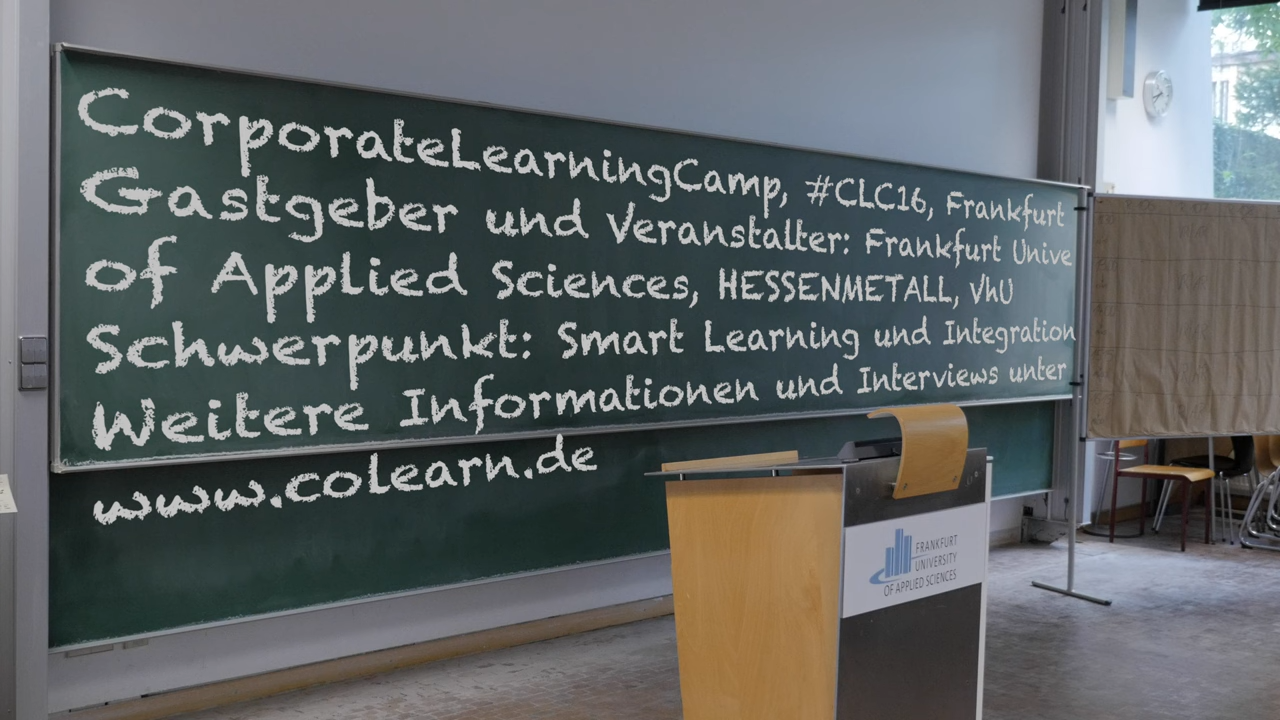 CorporateLearningCamp, #CLC16, Frankfurt
Gastgeber und Veranstalter: Frankfurt Unive
of Applied Sciences, HESSENMETALL, VhU
Schwerpunkt: Smart Learning und Integration
Weitere Informationen und Interviews unter
www.colearn.de
FRANKFURT
UNIVERSITY
OF APPLIED SCIENCES